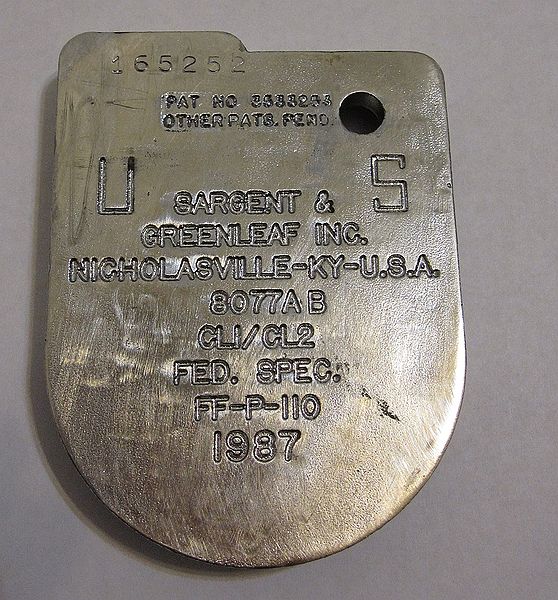 165252
PAT NO
OTHER PATS. PEND.
U S
SARGENT &
GREENLEAF INC.
NICHOLASVILLE-KY-U.S.A.
8077A B
CL1/CL2
FED. SPEC.
FF-P-110
1987